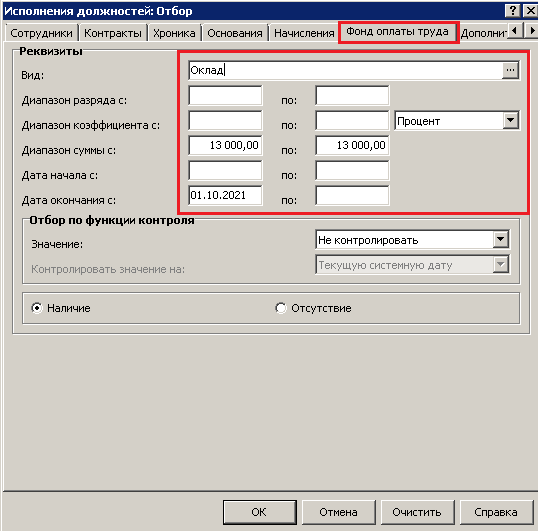 Исполнения должностей: Отбор
Сотрудники Контракты Хроника Основания Начисления Фонд оплаты труда Дополнит
Реквизиты
Вид: Оклад ...
Диапазон разряда с: по:
Диапазон коэффициента с: по: Процент
Диапазон суммы с: 13 000,00 по: 13 000,00
Дата начала с: по:
Дата окончания с: 01.10.2021 по:
Отбор по функции контроля
Значение: Не контролировать
Контролировать значение на: Текущую системную дату
Наличие Отсутствие
OK Отмена Очистить Справка